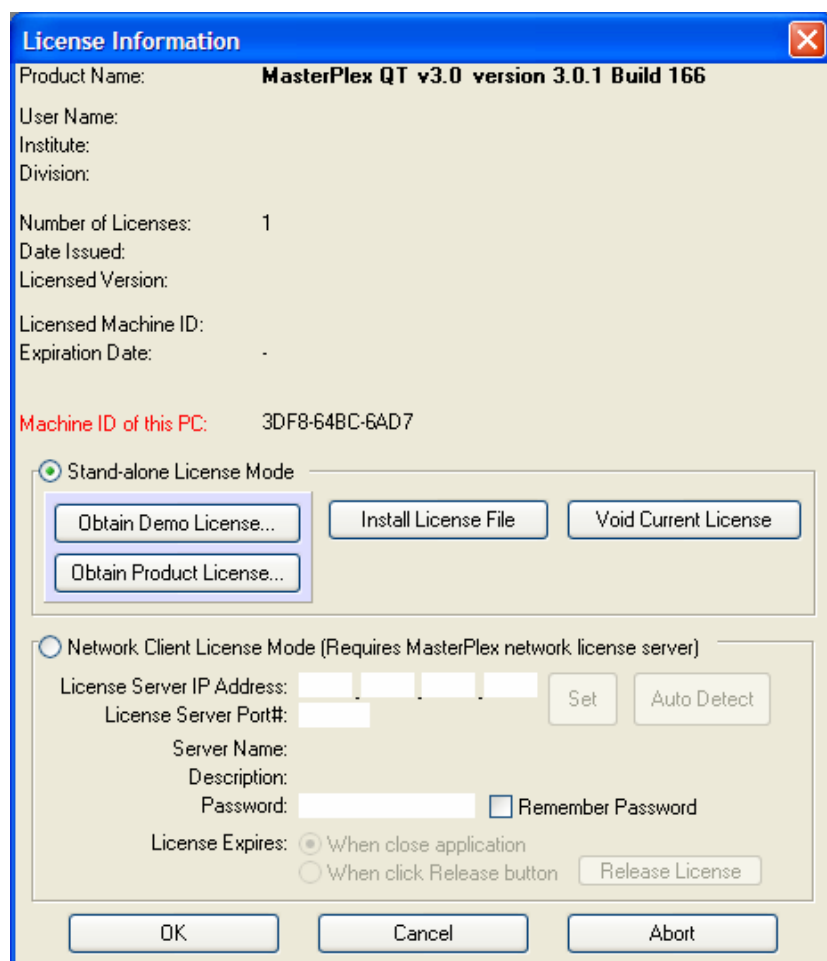 License Information
Product Name: MasterPlex QT v3.0 version 3.0.1 Build 166
User Name:
Institute:
Division:
Number of Licenses: 1
Date Issued:
Licensed Version:
Licensed Machine ID:
Expiration Date: -
Machine ID of this PC: 3DF8-64BC-6AD7
Stand-alone License Mode
Obtain Demo License... Install License File Void Current License
Obtain Product License...
Network Client License Mode (Requires MasterPlex network license server)
License Server IP Address: . . . Set Auto Detect
License Server Port#:
Server Name:
Description:
Password: Remember Password
License Expires: When close application
When click Release button Release License
OK Cancel Abort